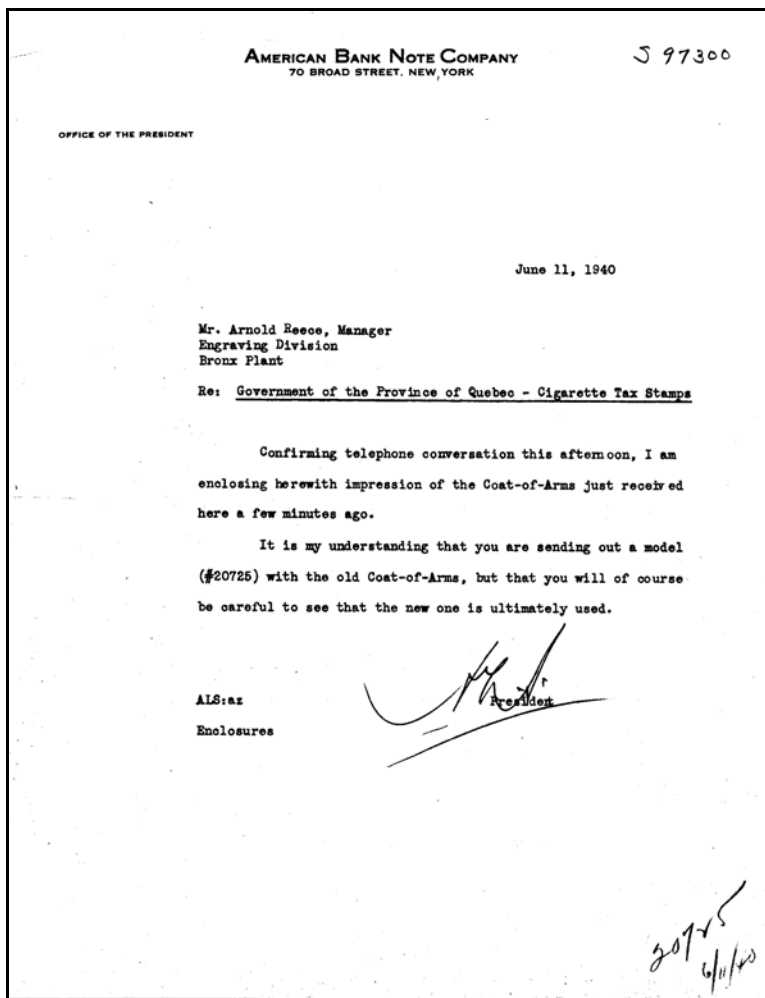 AMERICAN BANK NOTE COMPANY
70 BROAD STREET, NEW YORK
S 97300
OFFICE OF THE PRESIDENT
June 11, 1940
Mr. Arnold Reece, Manager
Engraving Division
Bronx Plant
Re: Government of the Province of Quebec - Cigarette Tax Stamps
Confirming telephone conversation this afternoon, I am
enclosing herewith impression of the Coat-of-Arms just received
here a few minutes ago.
It is my understanding that you are sending out a model
(#20725) with the old Coat-of-Arms, but that you will of course
be careful to see that the new one is ultimately used.
ALS:az
President
Enclosures
20725
6/11/40